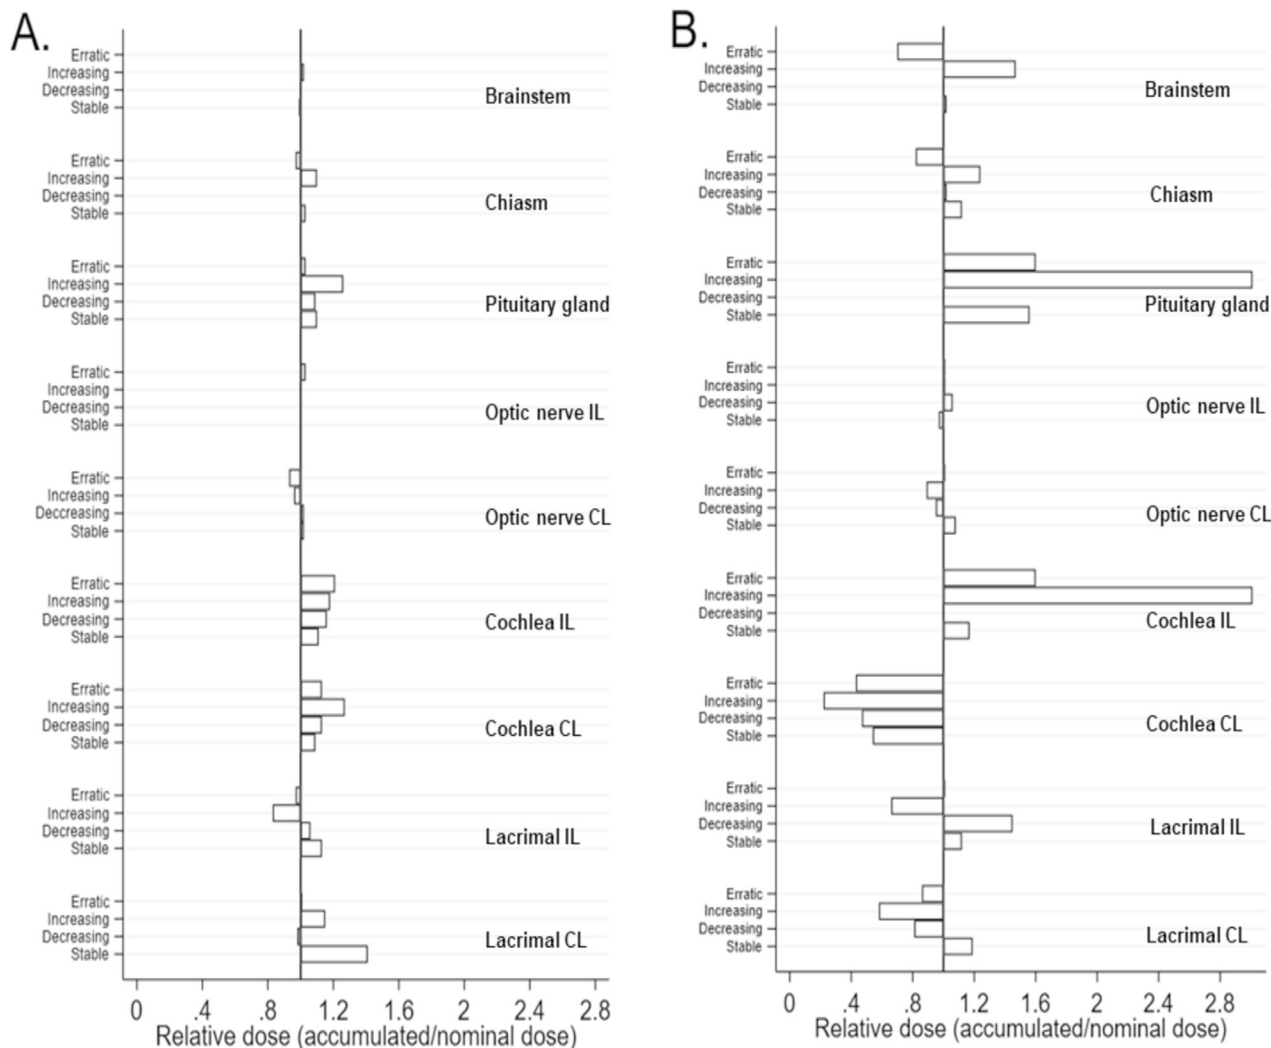 A.
Erratic
Increasing
Decreasing
Stable
Brainstem
Erratic
Increasing
Decreasing
Stable
Chiasm
Erratic
Increasing
Decreasing
Stable
Pituitary gland
Erratic
Increasing
Decreasing
Stable
Optic nerve IL
Erratic
Increasing
Deccreasing
Stable
Optic nerve CL
Erratic
Increasing
Decreasing
Stable
Cochlea IL
Erratic
Increasing
Decreasing
Stable
Cochlea CL
Erratic
Increasing
Decreasing
Stable
Lacrimal IL
Erratic
Increasing
Decreasing
Stable
Lacrimal CL
0 .4 .8 1.2 1.6 2 2.4 2.8
Relative dose (accumulated/nominal dose)
B.
Erratic
Increasing
Decreasing
Stable
Brainstem
Erratic
Increasing
Decreasing
Stable
Chiasm
Erratic
Increasing
Decreasing
Stable
Pituitary gland
Erratic
Increasing
Decreasing
Stable
Optic nerve IL
Erratic
Increasing
Decreasing
Stable
Optic nerve CL
Erratic
Increasing
Decreasing
Stable
Cochlea IL
Erratic
Increasing
Decreasing
Stable
Cochlea CL
Erratic
Increasing
Decreasing
Stable
Lacrimal IL
Erratic
Increasing
Decreasing
Stable
Lacrimal CL
0 .4 .8 1.2 1.6 2 2.4 2.8
Relative dose (accumulated/nominal dose)